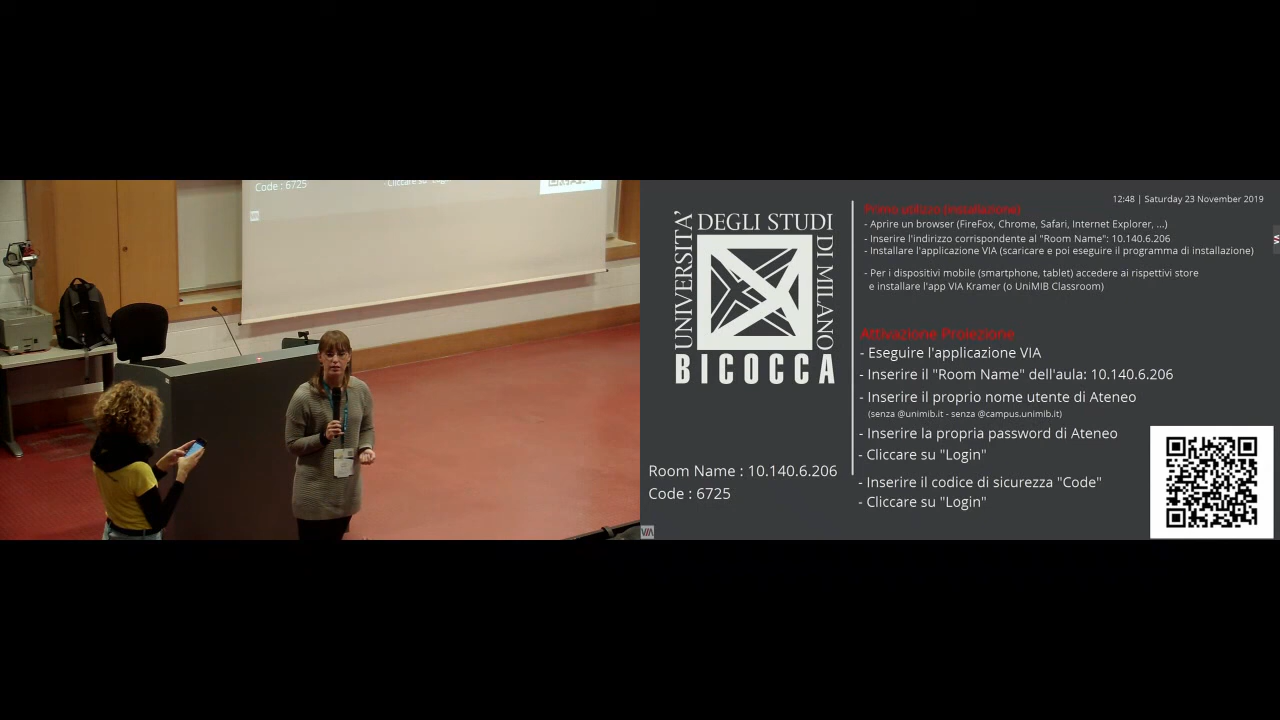 Code : 6725
- Cliccare su "Log
12:48 | Saturday 23 November 2019
UNIVERSITA' DEGLI STUDI DI MILANO
BICOCCA
Room Name : 10.140.6.206
Code : 6725
VIA
Primo utilizzo (installazione)
- Aprire un browser (FireFox, Chrome, Safari, Internet Explorer, ...)
- Inserire l'indirizzo corrispondente al "Room Name": 10.140.6.206
- Installare l'applicazione VIA (scaricare e poi eseguire il programma di installazione)
- Per i dispositivi mobile (smartphone, tablet) accedere ai rispettivi store
e installare l'app VIA Kramer (o UniMIB Classroom)
Attivazione Proiezione
- Eseguire l'applicazione VIA
- Inserire il "Room Name" dell'aula: 10.140.6.206
- Inserire il proprio nome utente di Ateneo
(senza @unimib.it - senza @campus.unimib.it)
- Inserire la propria password di Ateneo
- Cliccare su "Login"
- Inserire il codice di sicurezza "Code"
- Cliccare su "Login"